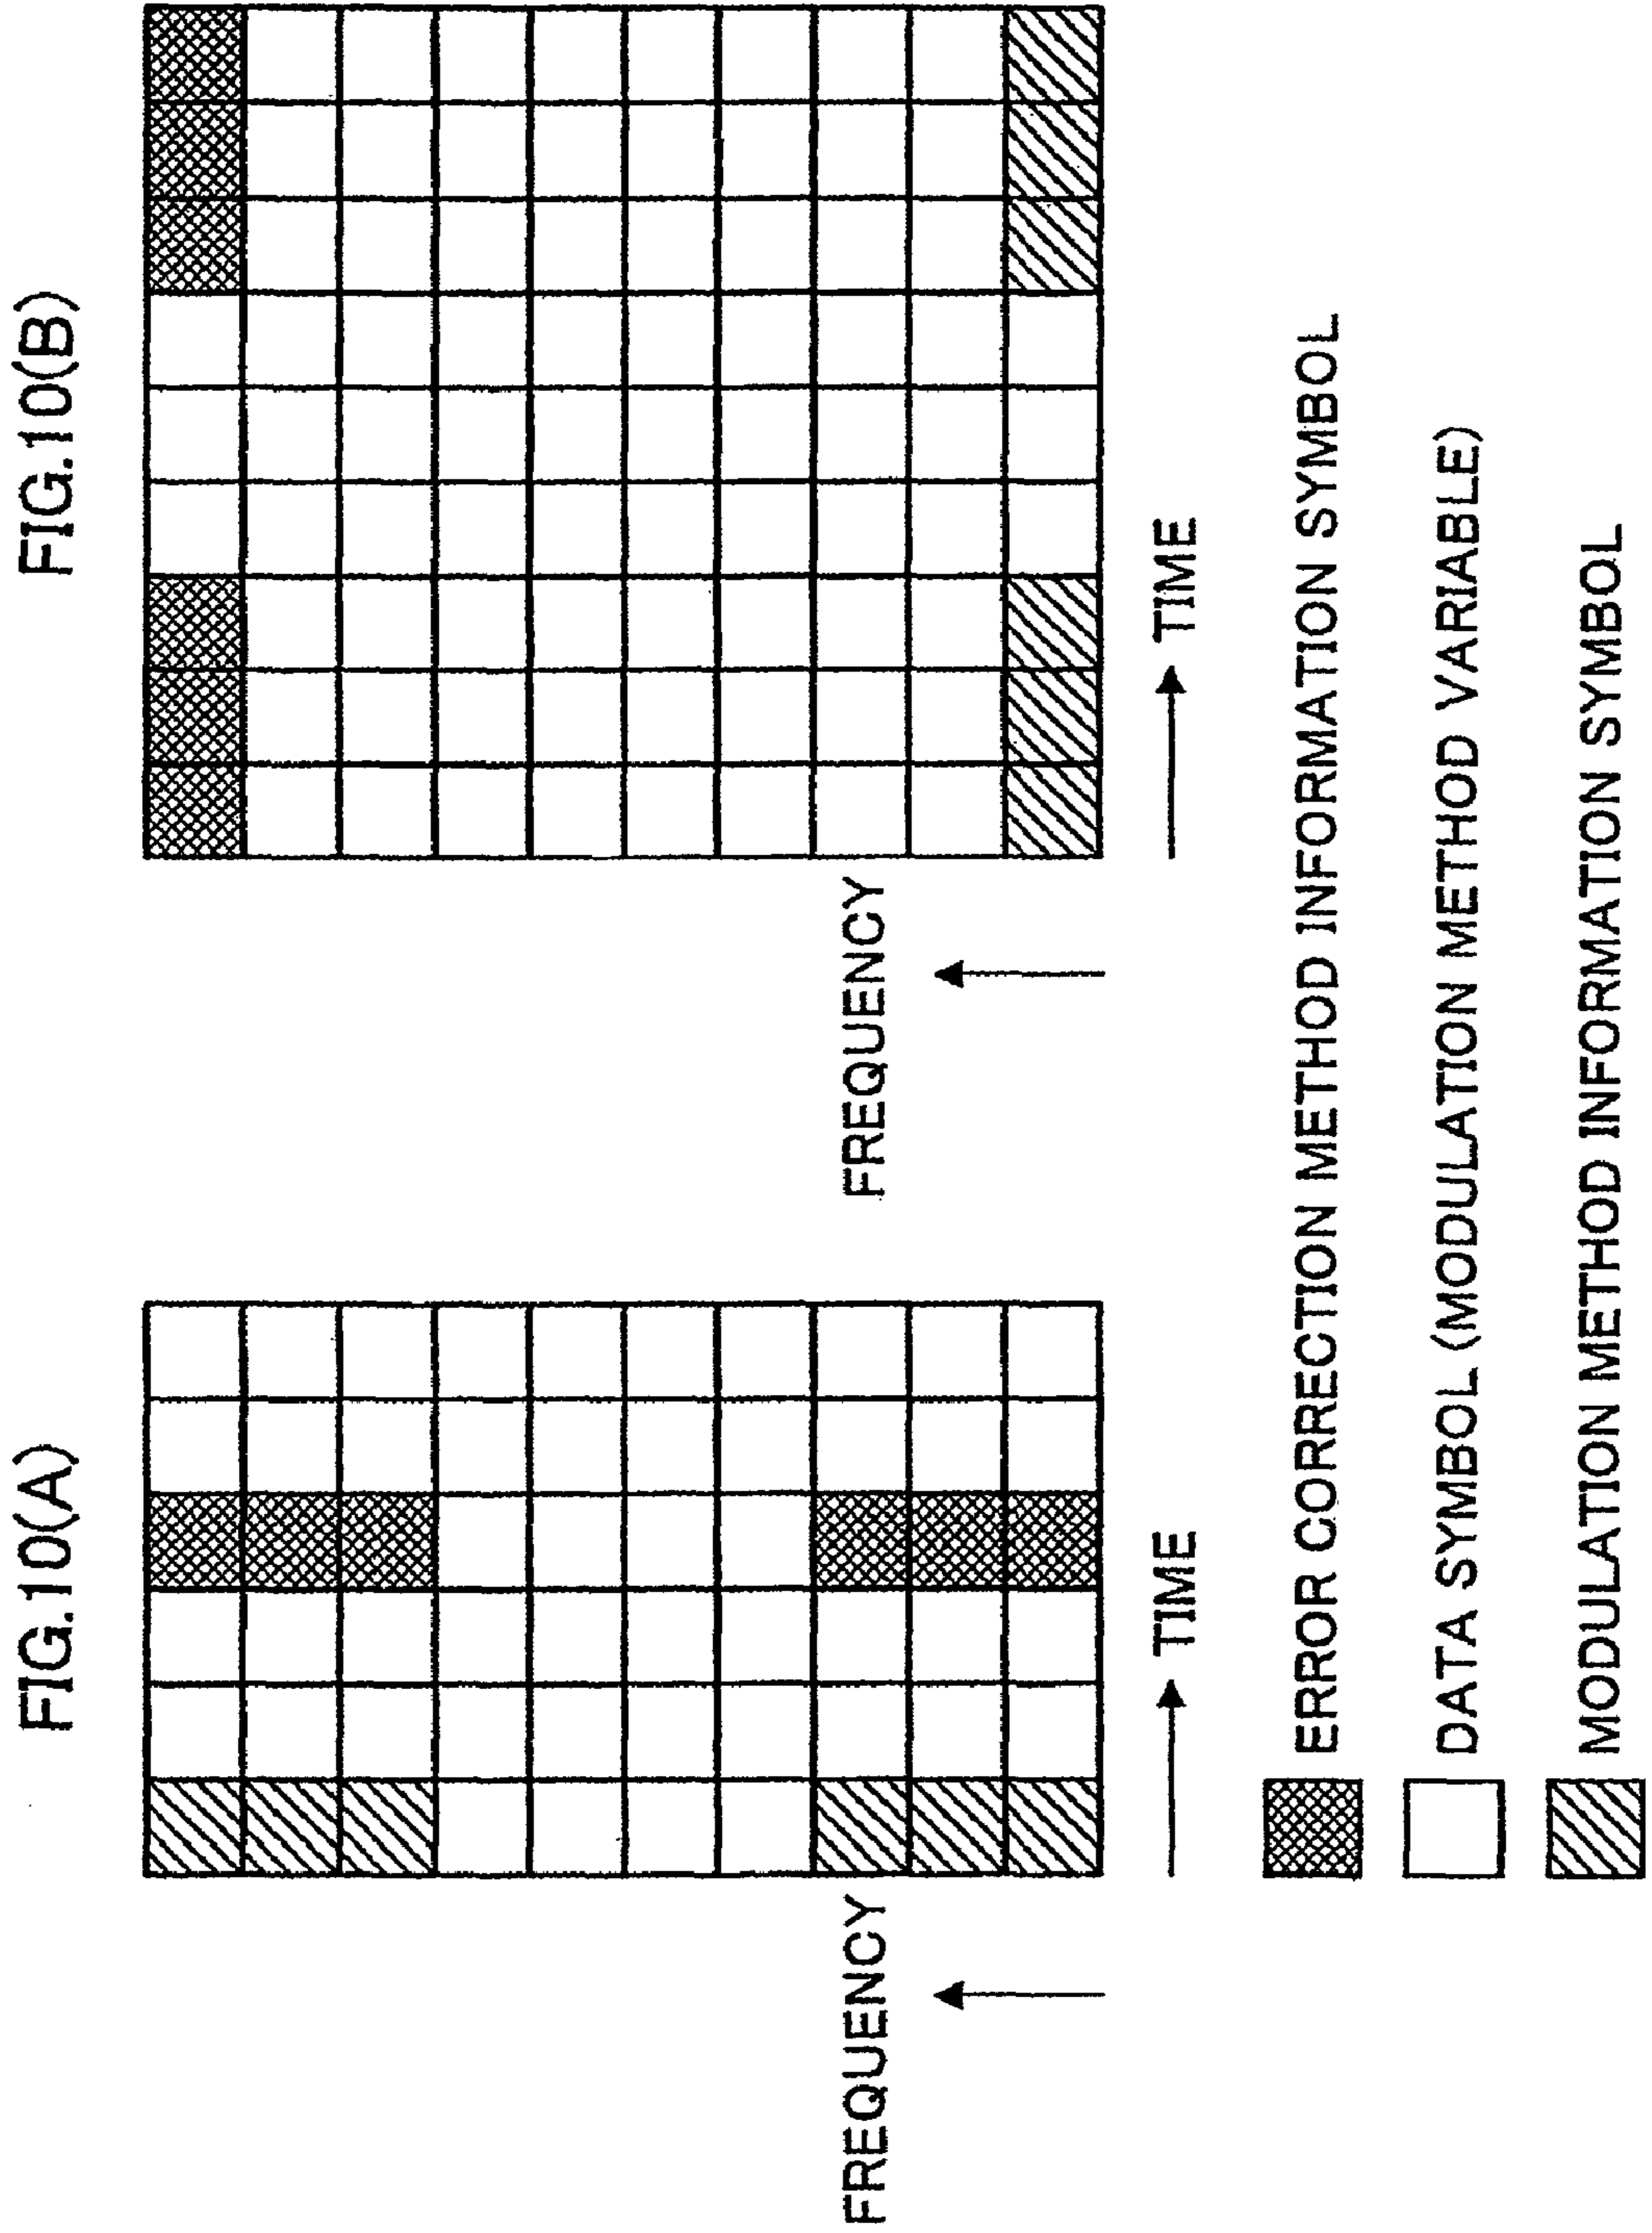 FIG.10(A)
FREQUENCY
TIME
FIG.10(B)
FREQUENCY
TIME
ERROR CORRECTION METHOD INFORMATION SYMBOL
DATA SYMBOL (MODULATION METHOD VARIABLE)
MODULATION METHOD INFORMATION SYMBOL